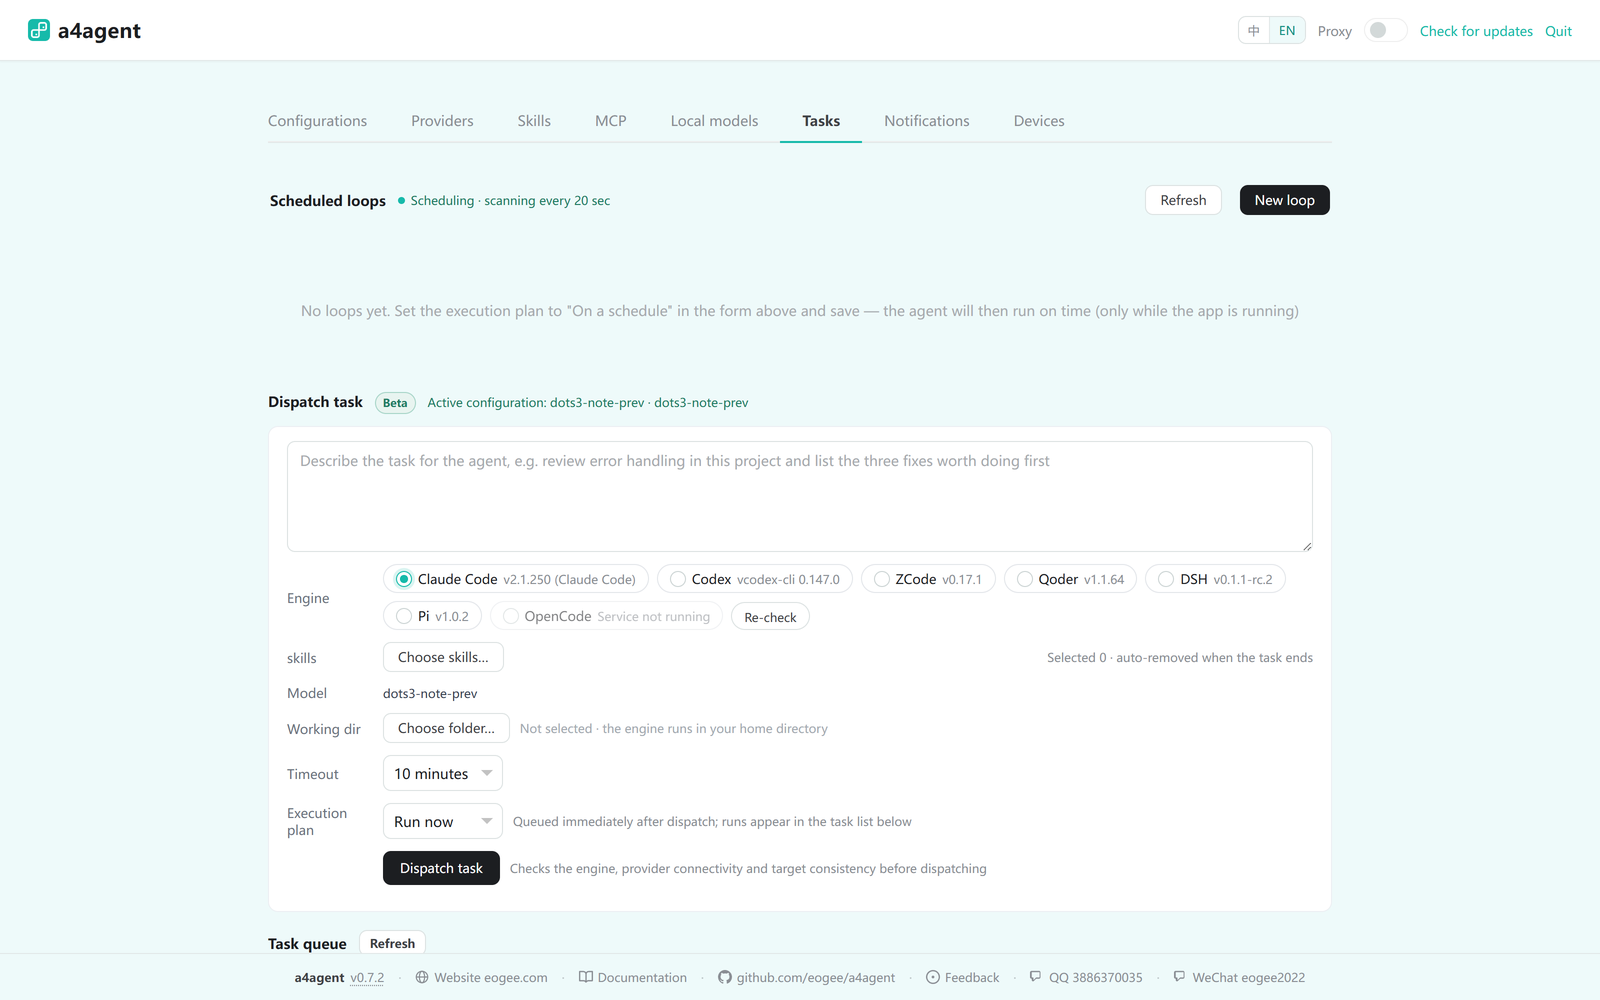 a4agent
中 EN Proxy Check for updates Quit
Configurations Providers Skills MCP Local models Tasks Notifications Devices
Scheduled loops Scheduling · scanning every 20 sec Refresh New loop
No loops yet. Set the execution plan to "On a schedule" in the form above and save — the agent will then run on time (only while the app is running)
Dispatch task Beta Active configuration: dots3-note-prev · dots3-note-prev
Describe the task for the agent, e.g. review error handling in this project and list the three fixes worth doing first
Engine
Claude Code v2.1.250 (Claude Code) Codex vcodex-cli 0.147.0 ZCode v0.17.1 Qoder v1.1.64 DSH v0.1.1-rc.2
Pi v1.0.2 OpenCode Service not running Re-check
skills Choose skills... Selected 0 · auto-removed when the task ends
Model dots3-note-prev
Working dir Choose folder... Not selected · the engine runs in your home directory
Timeout 10 minutes
Execution plan Run now Queued immediately after dispatch; runs appear in the task list below
Dispatch task Checks the engine, provider connectivity and target consistency before dispatching
Task queue Refresh
a4agent v0.7.2 · Website eogee.com · Documentation · github.com/eogee/a4agent · Feedback · QQ 3886370035 · WeChat eogee2022